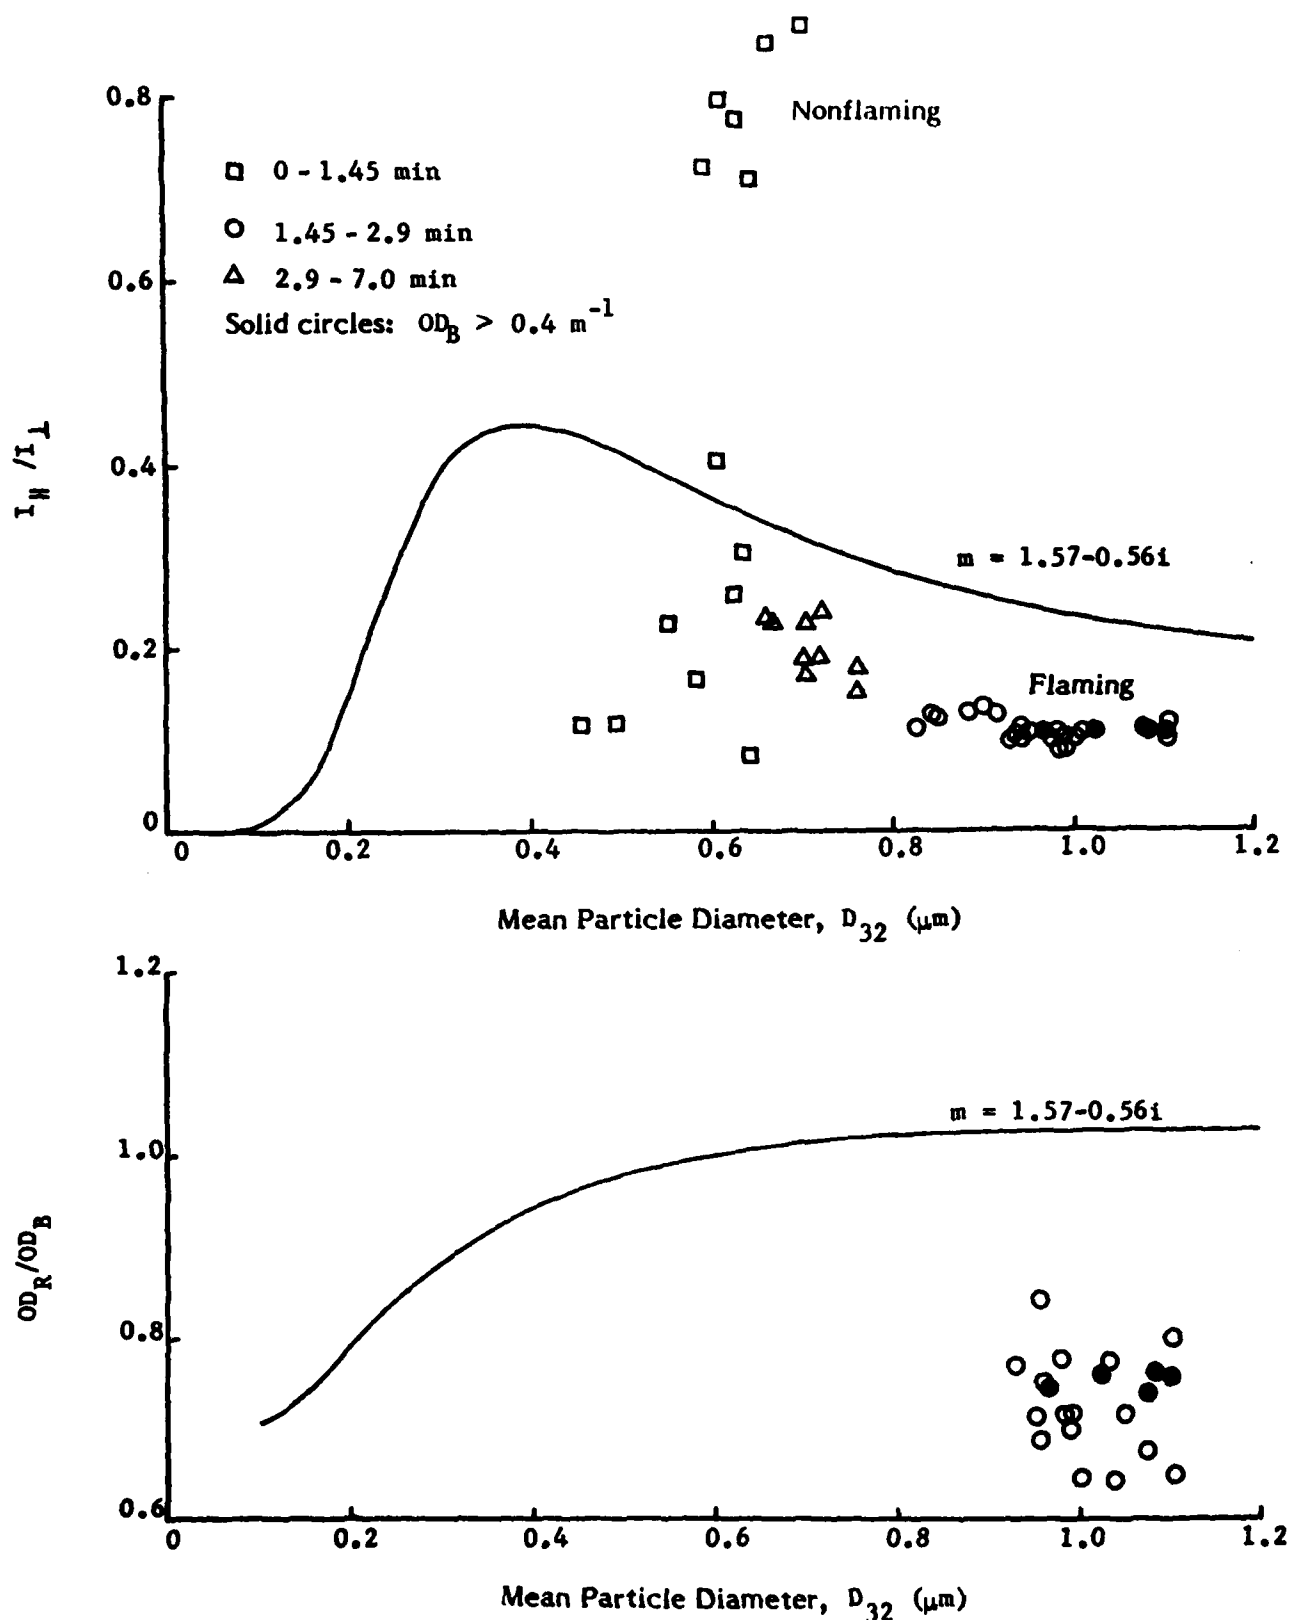 0.8
Nonflaming
0-1.45 min
1.45-2.9 min
0.6
2.9-7.0 min
Solid circles: OD_B > 0.4 m^-1
I_∥/I_⊥
0.4
m = 1.57-0.56i
0.2
Flaming
0
0 0.2 0.4 0.6 0.8 1.0 1.2
Mean Particle Diameter, D_32 (μm)
1.2
m = 1.57-0.56i
1.0
OD_R/OD_B
0.8
0.6
0 0.2 0.4 0.6 0.8 1.0 1.2
Mean Particle Diameter, D_32 (μm)